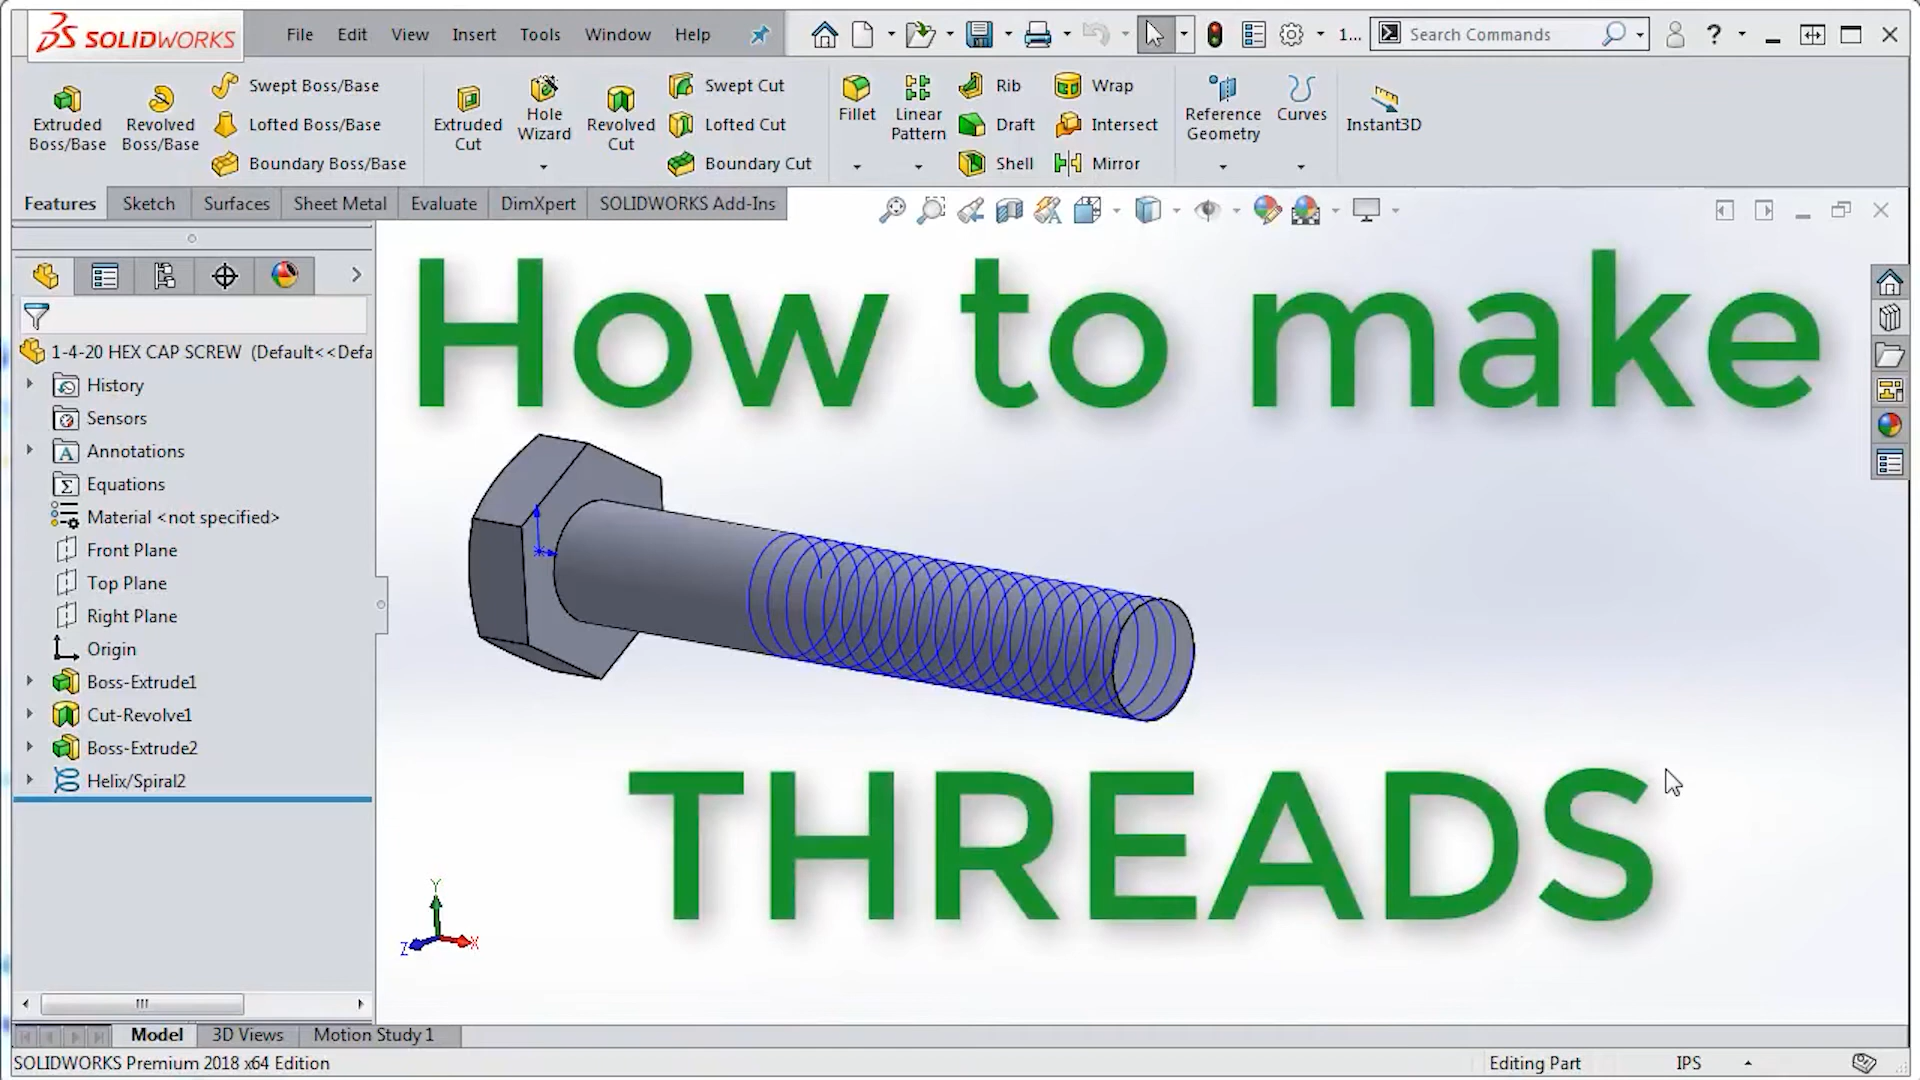 SOLIDWORKS
File Edit View Insert Tools Window Help
1...
Search Commands
?
Extruded Boss/Base
Revolved Boss/Base
Swept Boss/Base
Lofted Boss/Base
Boundary Boss/Base
Extruded Cut
Hole Wizard
Revolved Cut
Swept Cut
Lofted Cut
Boundary Cut
Fillet
Linear Pattern
Rib
Draft
Shell
Wrap
Intersect
Mirror
Reference Geometry
Curves
Instant3D
Features Sketch Surfaces Sheet Metal Evaluate DimXpert SOLIDWORKS Add-Ins
1-4-20 HEX CAP SCREW (Default<<Defa
History
Sensors
Annotations
Equations
Material <not specified>
Front Plane
Top Plane
Right Plane
Origin
Boss-Extrude1
Cut-Revolve1
Boss-Extrude2
Helix/Spiral2
How to make
THREADS
Y
Z
X
Model 3D Views Motion Study 1
SOLIDWORKS Premium 2018 x64 Edition
Editing Part
IPS